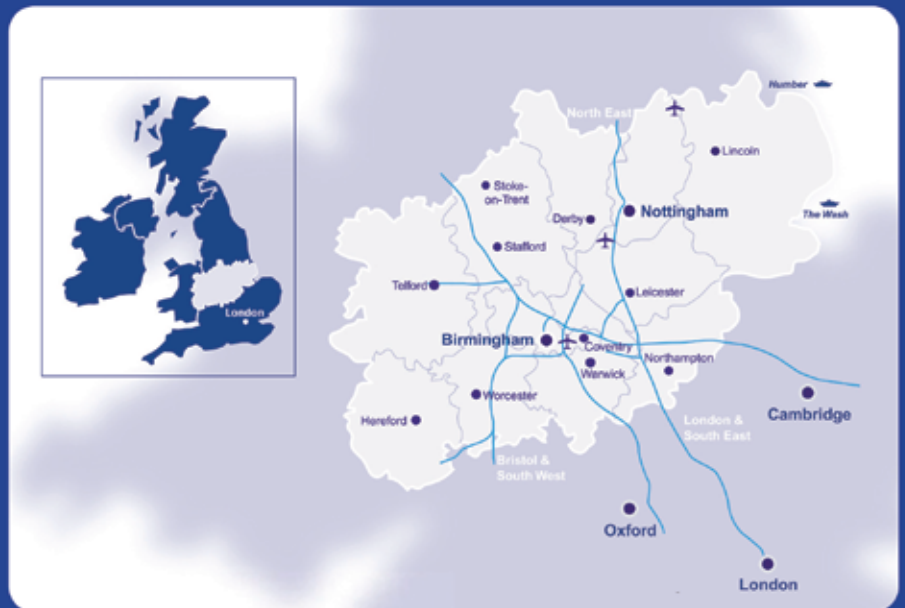 Humber
North East
Lincoln
Stoke-
on-Trent
Nottingham
Derby
The Wash
Stafford
Telford
Leicester
London
Birmingham
Coventry
Northampton
Warwick
Worcester
Cambridge
Hereford
London &
South East
Bristol &
South West
Oxford
London